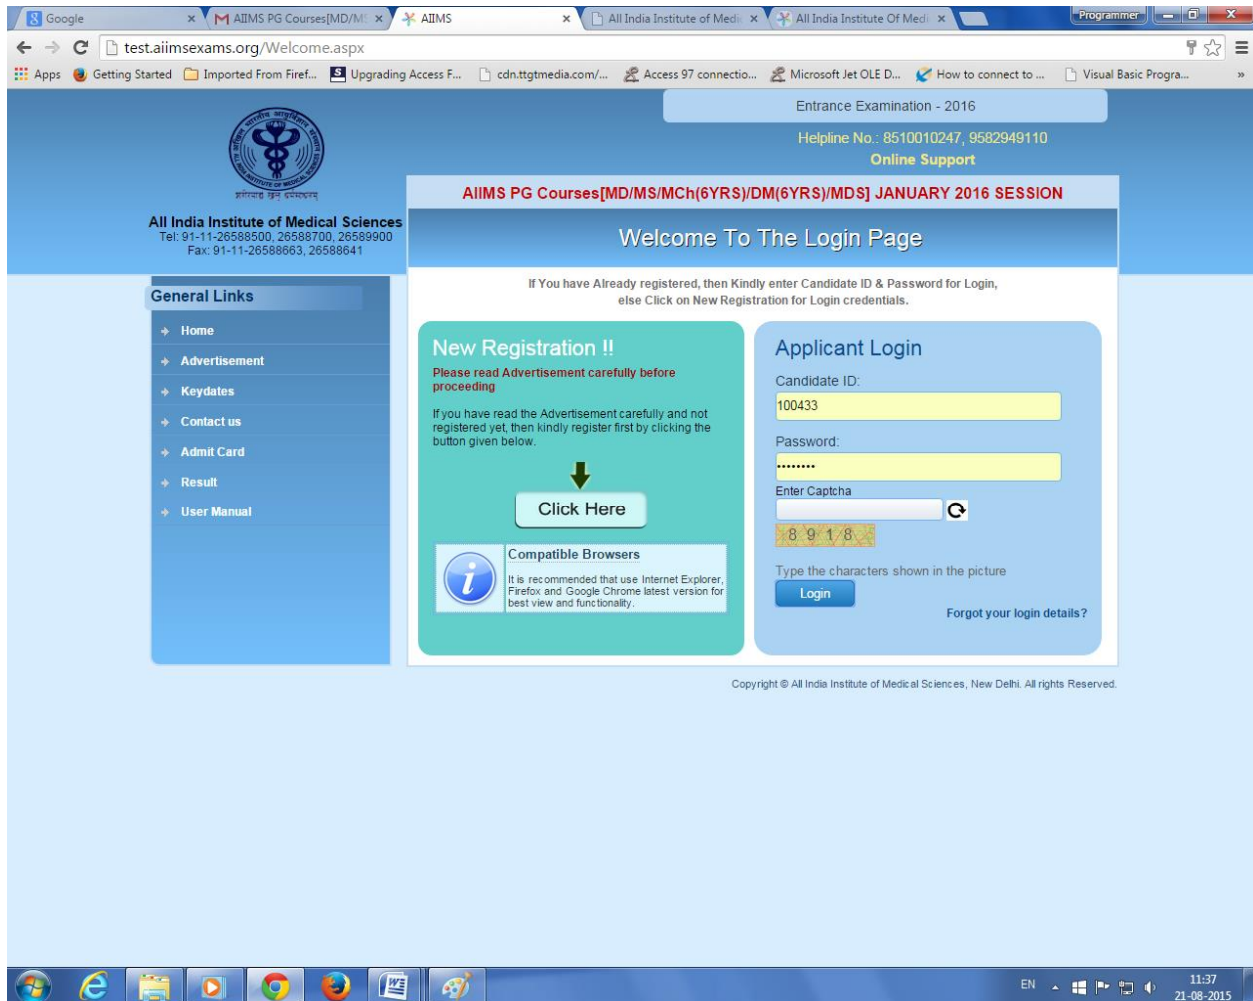 Google
AIIMS PG Courses[MD/MS
AIIMS
All India Institute of Medic
All India Institute Of Medi
Programmer
test.aiimsexams.org/Welcome.aspx
Apps
Getting Started
Imported From Firef...
Upgrading Access F...
cdn.ttgtmedia.com/...
Access 97 connectio...
Microsoft Jet OLE D...
How to connect to ...
Visual Basic Progra...
»
Entrance Examination - 2016
Helpline No.: 8510010247, 9582949110
Online Support
AIIMS PG Courses[MD/MS/MCh(6YRS)/DM(6YRS)/MDS] JANUARY 2016 SESSION
All India Institute of Medical Sciences
Tel: 91-11-26588500, 26588700, 26589900
Fax: 91-11-26588663, 26588641
Welcome To The Login Page
If You have Already registered, then Kindly enter Candidate ID & Password for Login,
else Click on New Registration for Login credentials.
General Links
Home
Advertisement
Keydates
Contact us
Admit Card
Result
User Manual
New Registration !!
Please read Advertisement carefully before
proceeding
If you have read the Advertisement carefully and not
registered yet, then kindly register first by clicking the
button given below.
Click Here
Compatible Browsers
It is recommended that use Internet Explorer,
Firefox and Google Chrome latest version for
best view and functionality.
Applicant Login
Candidate ID:
100433
Password:
••••••••
Enter Captcha
8 9 1 8
Type the characters shown in the picture
Login
Forgot your login details?
Copyright © All India Institute of Medical Sciences, New Delhi. All rights Reserved.
EN
11:37
21-08-2015